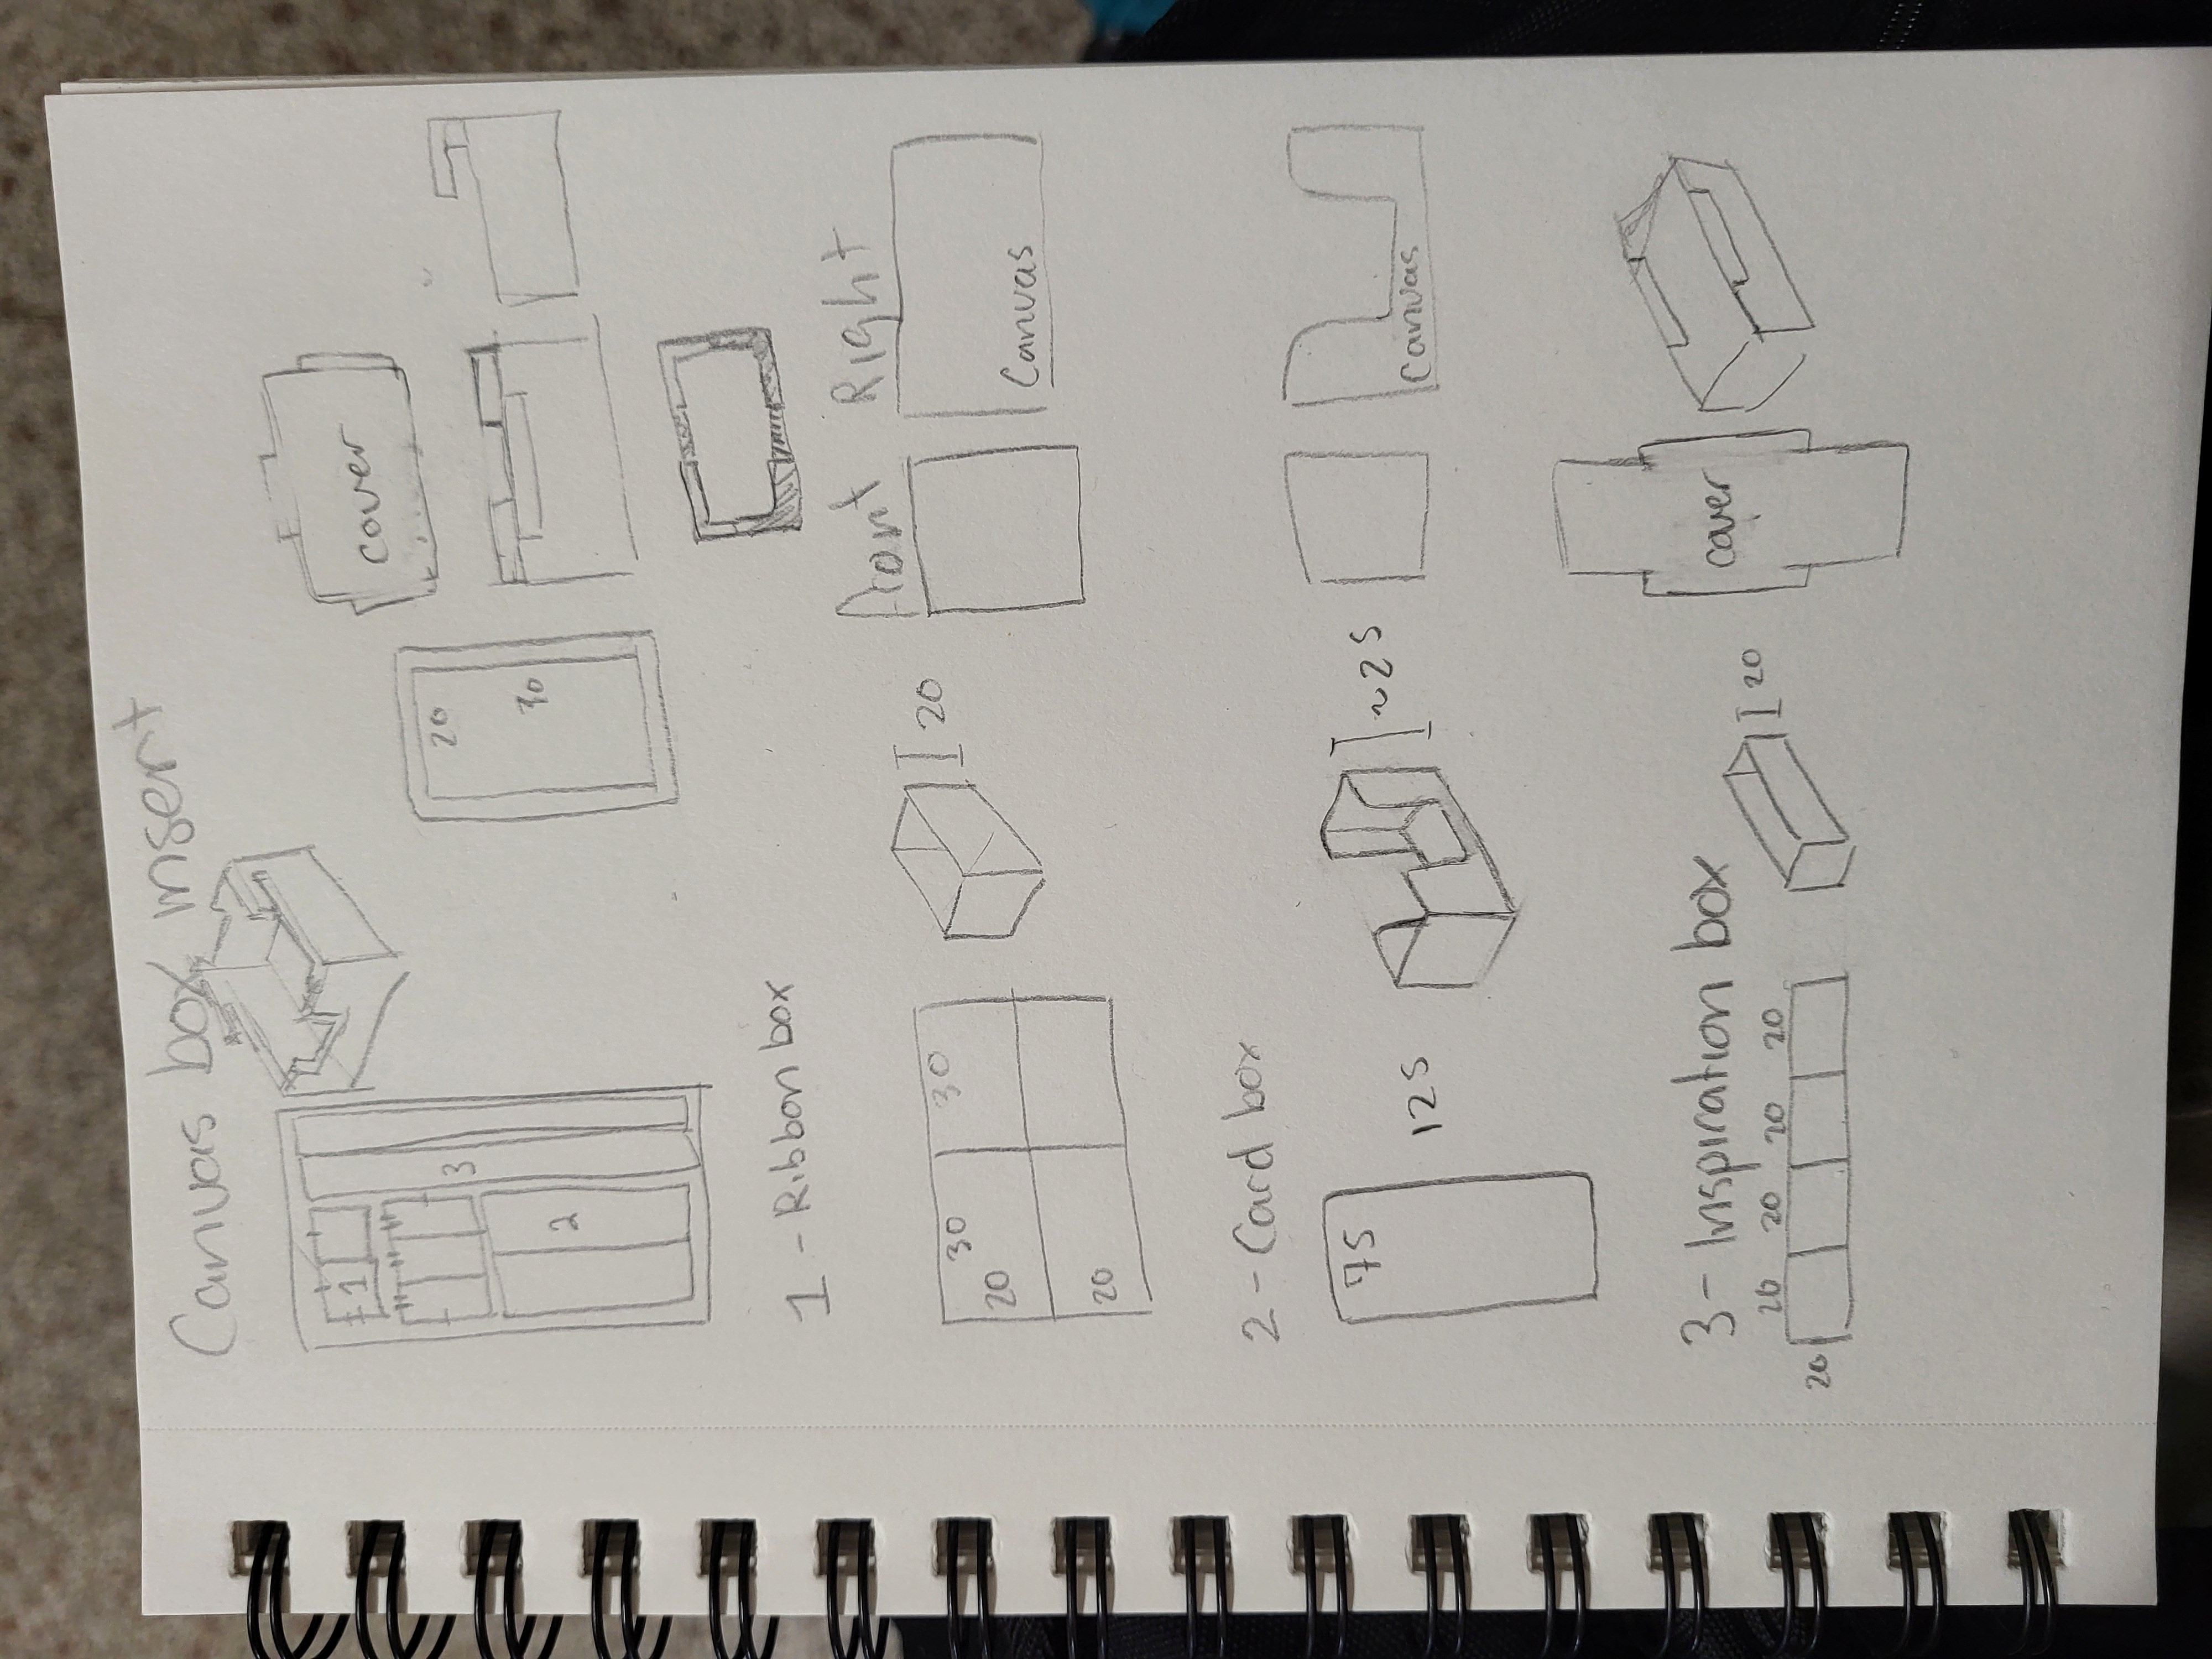 Canvas box insert
1
3
2
cover
20
70
1 - Ribbon box
30 30
20
20
20
front Right
Canvas
2 - Card box
75
125
~25
Canvas
3 - Inspiration box
20 20 20 20
20
20
cover